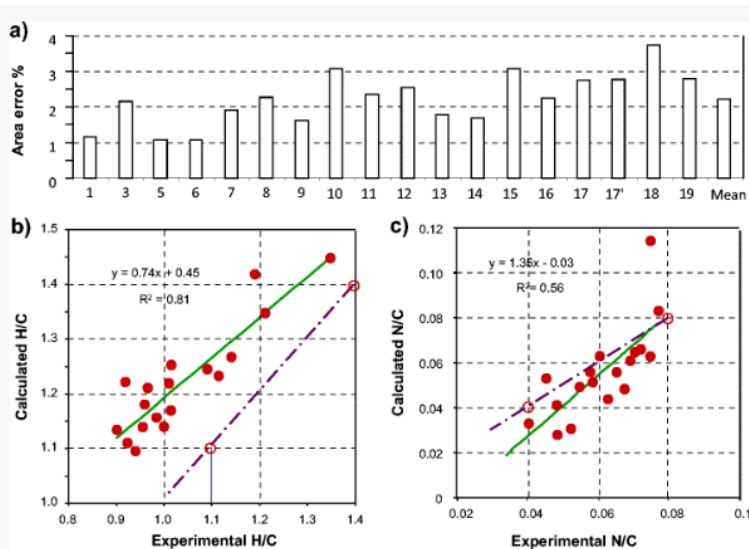 a)
Area error %
4
3
2
1
0
1 3 5 6 7 8 9 10 11 12 13 14 15 16 17 17' 18 19 Mean
b)
Calculated H/C
1.5
1.4
1.3
1.2
1.1
1.0
y = 0.74x + 0.45
R² = 0.81
0.8 0.9 1.0 1.1 1.2 1.3 1.4
Experimental H/C
c)
Calculated N/C
0.12
0.10
0.08
0.06
0.04
0.02
0
y = 1.35x - 0.03
R² = 0.56
0.02 0.04 0.06 0.08 0.1
Experimental N/C